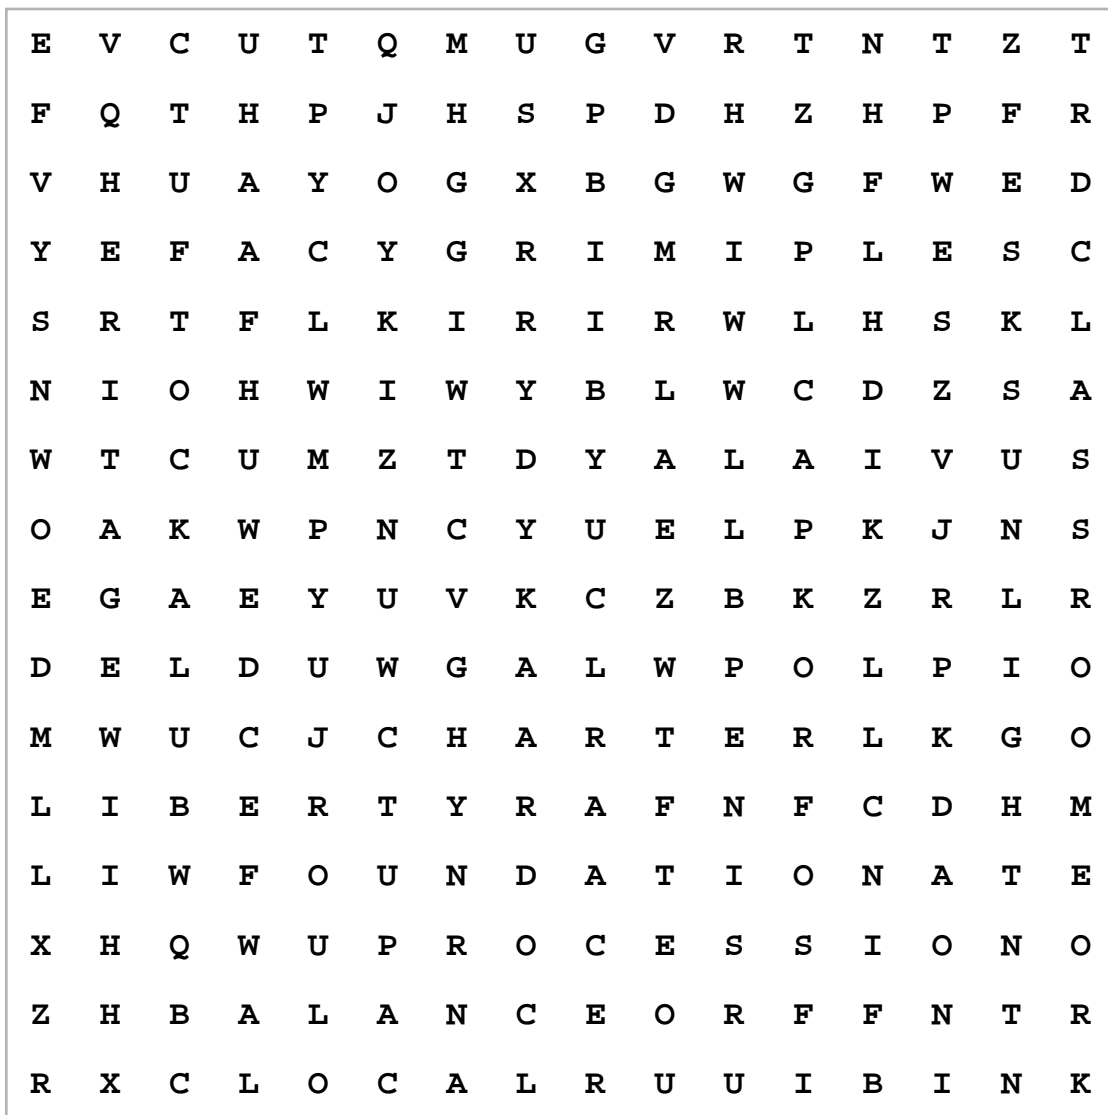 E V C U T Q M U G V R T N T Z T
F Q T H P J H S P D H Z H P F R
V H U A Y O G X B G W G F W E D
Y E F A C Y G R I M I P L E S C
S R T F L K I R I R W L H S K L
N I O H W I W Y B L W C D Z S A
W T C U M Z T D Y A L A I V U S
O A K W P N C Y U E L P K J N S
E G A E Y U V K C Z B K Z R L R
D E L D U W G A L W P O L P I O
M W U C J C H A R T E R L K G O
L I B E R T Y R A F N F C D H M
L I W F O U N D A T I O N A T E
X H Q W U P R O C E S S I O N O
Z H B A L A N C E O R F F N T R
R X C L O C A L R U U I B I N K